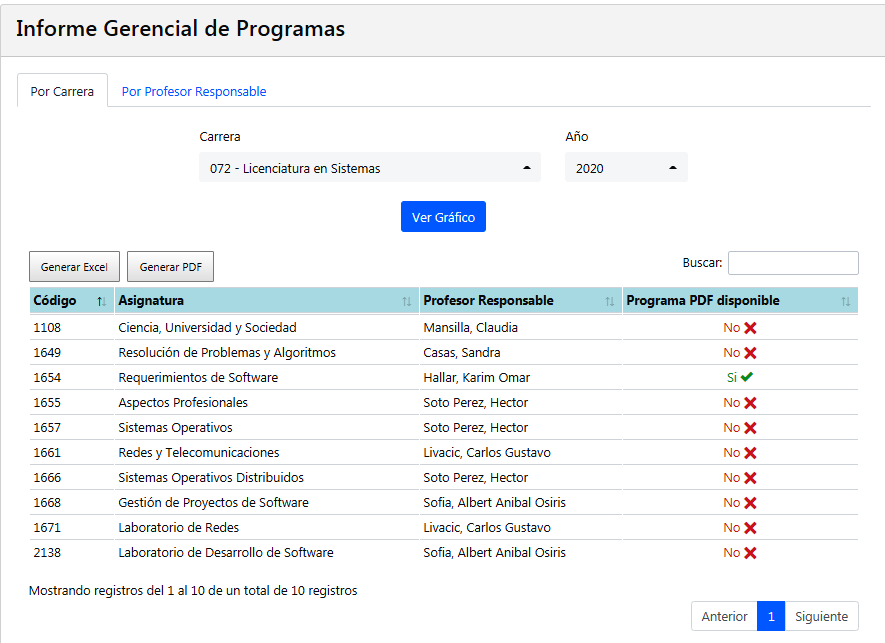 Informe Gerencial de Programas
Por Carrera Por Profesor Responsable
Carrera Año
072 - Licenciatura en Sistemas 2020
Ver Gráfico
Generar Excel Generar PDF Buscar:
Código Asignatura Profesor Responsable Programa PDF disponible
1108 Ciencia, Universidad y Sociedad Mansilla, Claudia No
1649 Resolución de Problemas y Algoritmos Casas, Sandra No
1654 Requerimientos de Software Hallar, Karim Omar Si
1655 Aspectos Profesionales Soto Perez, Hector No
1657 Sistemas Operativos Soto Perez, Hector No
1661 Redes y Telecomunicaciones Livacic, Carlos Gustavo No
1666 Sistemas Operativos Distribuidos Soto Perez, Hector No
1668 Gestión de Proyectos de Software Sofia, Albert Anibal Osiris No
1671 Laboratorio de Redes Livacic, Carlos Gustavo No
2138 Laboratorio de Desarrollo de Software Sofia, Albert Anibal Osiris No
Mostrando registros del 1 al 10 de un total de 10 registros
Anterior 1 Siguiente